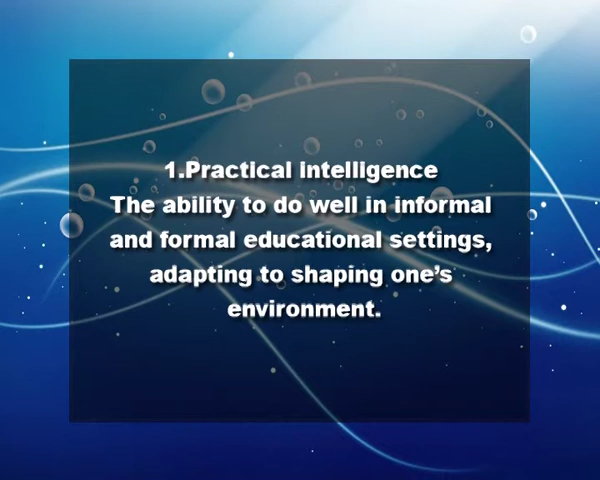 1.Practical intelligence
The ability to do well in informal
and formal educational settings,
adapting to shaping one’s
environment.